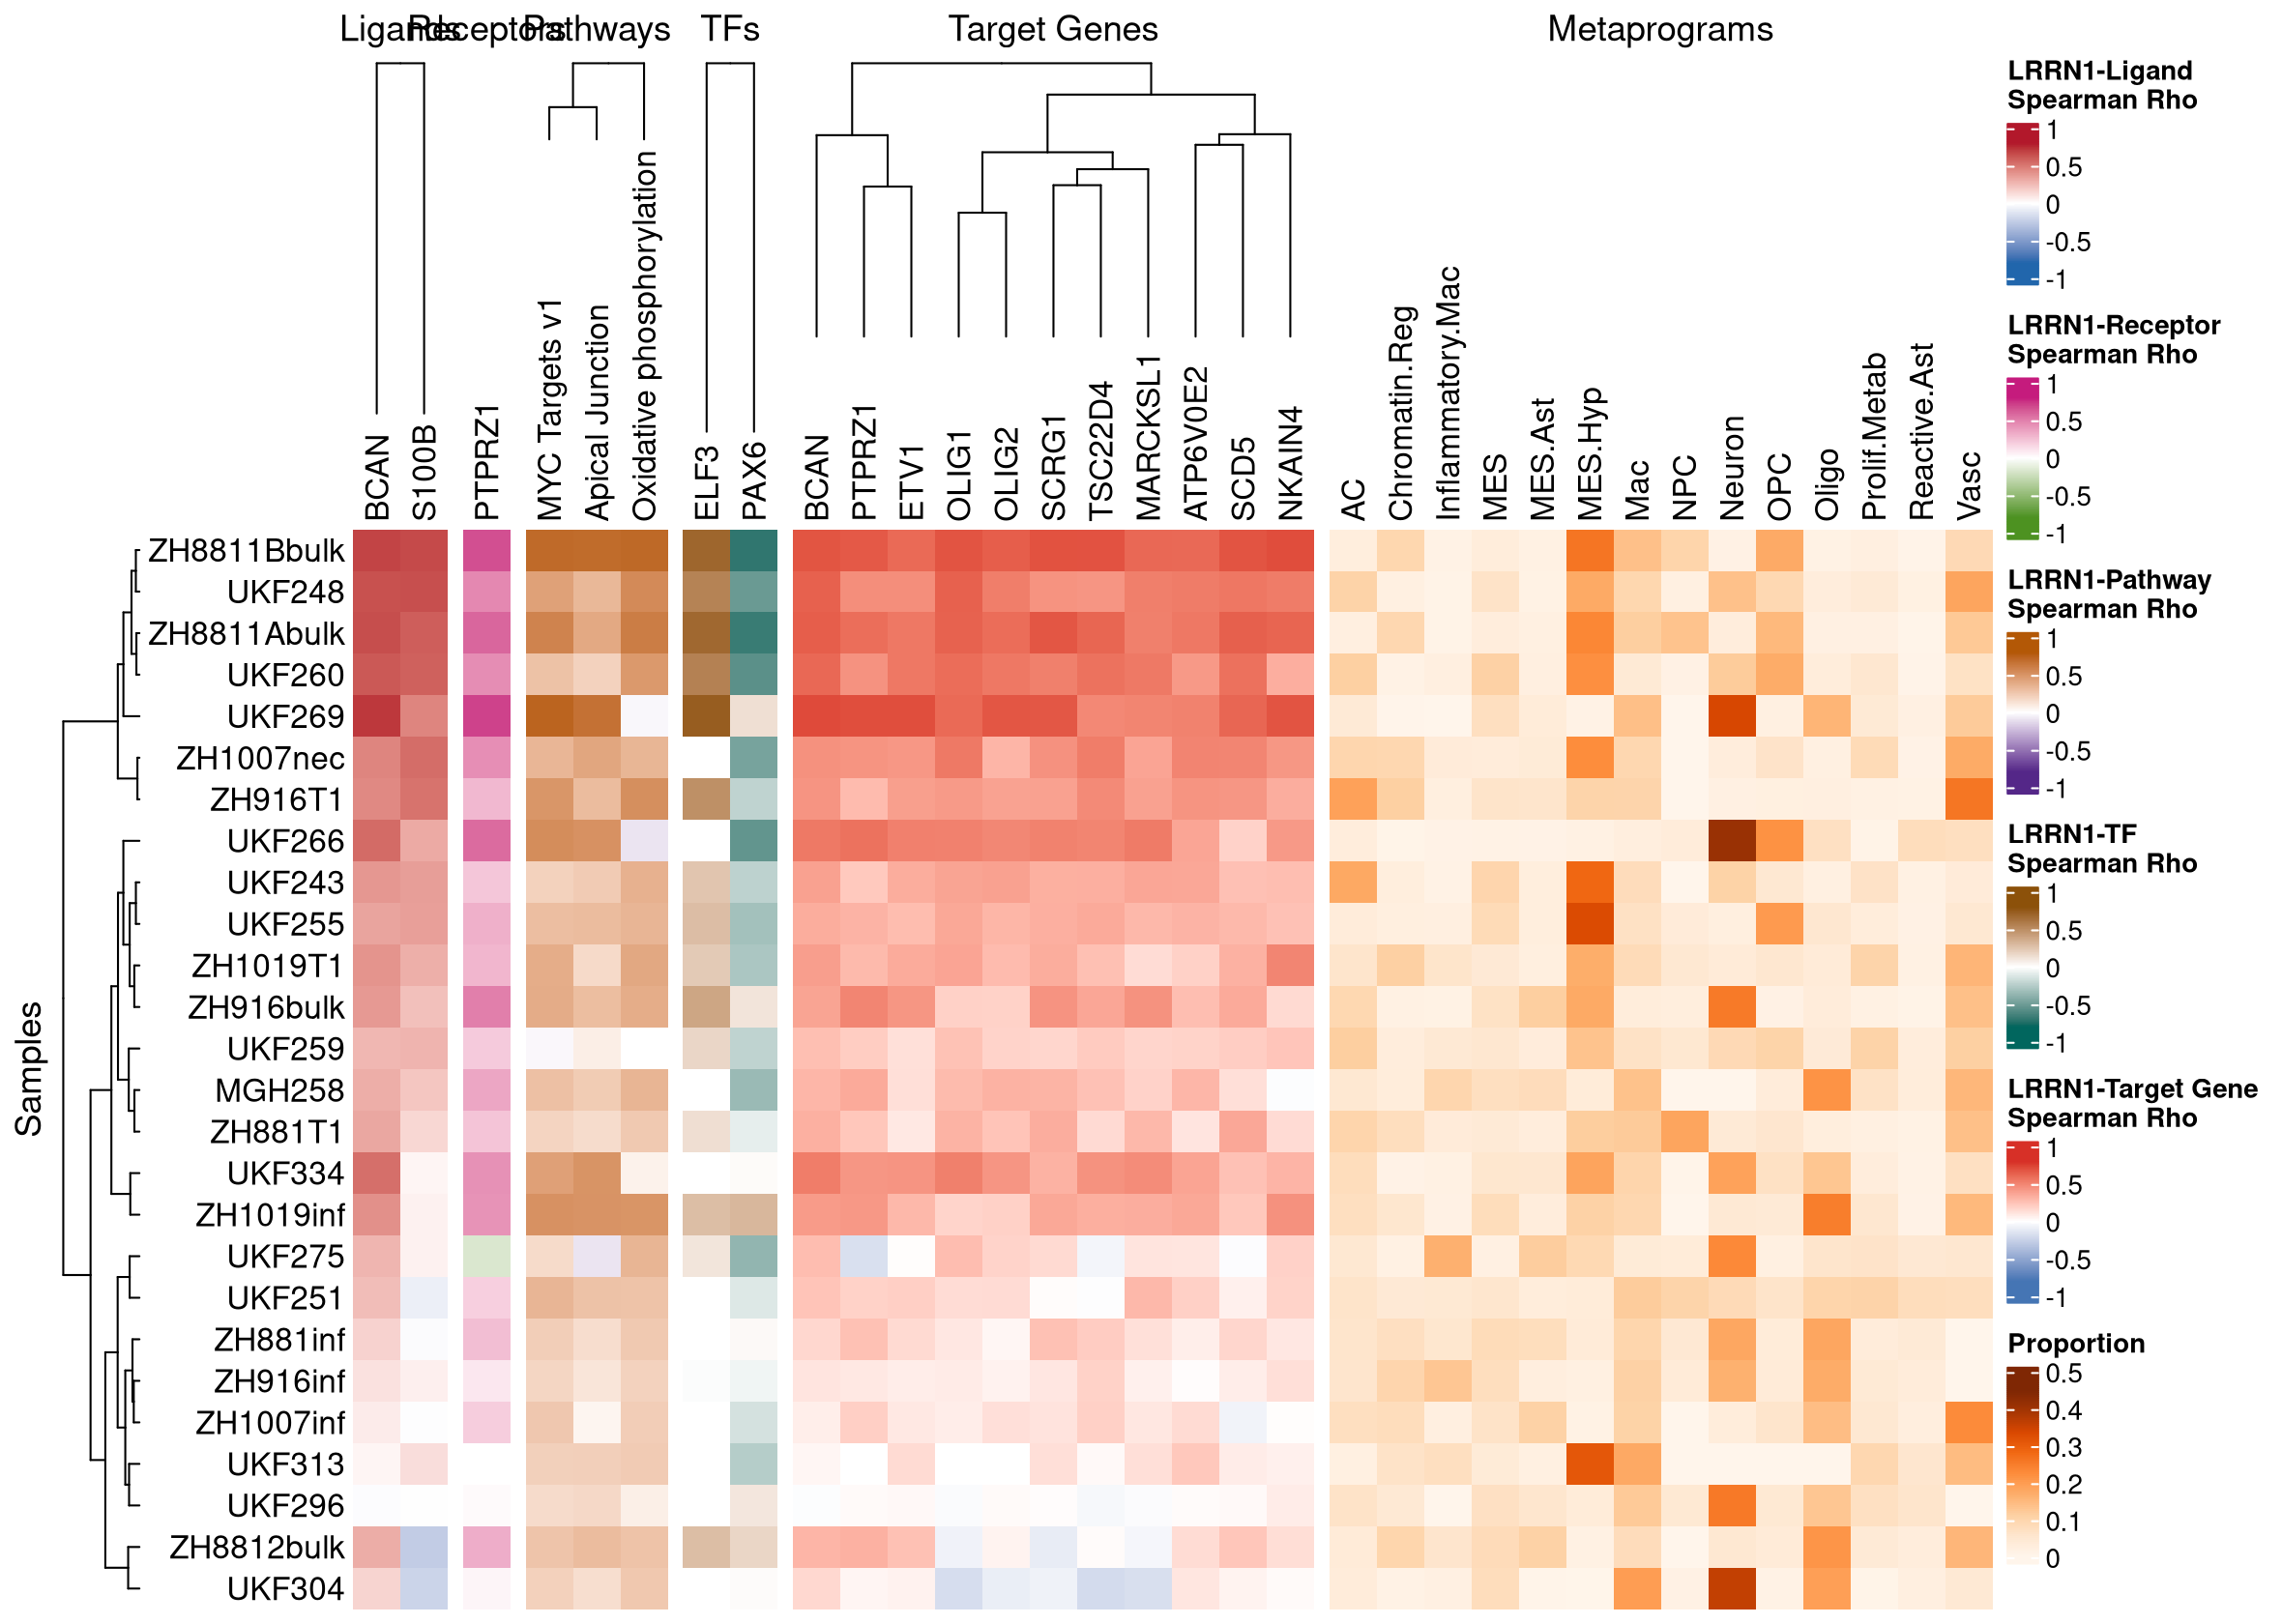 Ligands Receptors Pathways TFs Target Genes Metaprograms
BCAN
S100B
PTPRZ1
MYC Targets v1
Apical Junction
Oxidative phosphorylation
ELF3
PAX6
BCAN
PTPRZ1
ETV1
OLIG1
OLIG2
SCRG1
TSC22D4
MARCKSL1
ATP6V0E2
SCD5
NKAIN4
AC
Chromatin.Reg
Inflammatory.Mac
MES
MES.Ast
MES.Hyp
Mac
NPC
Neuron
OPC
Oligo
Prolif.Metab
Reactive.Ast
Vasc
Samples
ZH8811Bbulk
UKF248
ZH8811Abulk
UKF260
UKF269
ZH1007nec
ZH916T1
UKF266
UKF243
UKF255
ZH1019T1
ZH916bulk
UKF259
MGH258
ZH881T1
UKF334
ZH1019inf
UKF275
UKF251
ZH881inf
ZH916inf
ZH1007inf
UKF313
UKF296
ZH8812bulk
UKF304
LRRN1-Ligand
Spearman Rho
1
0.5
0
-0.5
-1
LRRN1-Receptor
Spearman Rho
1
0.5
0
-0.5
-1
LRRN1-Pathway
Spearman Rho
1
0.5
0
-0.5
-1
LRRN1-TF
Spearman Rho
1
0.5
0
-0.5
-1
LRRN1-Target Gene
Spearman Rho
1
0.5
0
-0.5
-1
Proportion
0.5
0.4
0.3
0.2
0.1
0